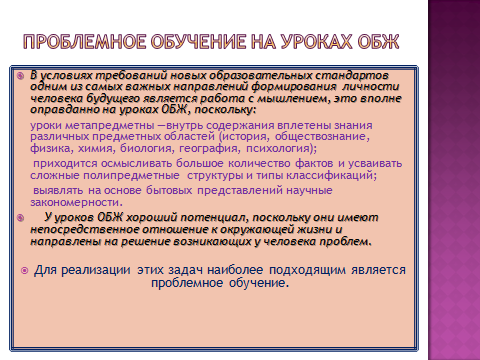 ПРОБЛЕМНОЕ ОБУЧЕНИЕ НА УРОКАХ ОБЖ
В условиях требований новых образовательных стандартов
одним из самых важных направлений формирования личности
человека будущего является работа с мышлением, это вполне
оправданно на уроках ОБЖ, поскольку:
уроки метапредметны —внутрь содержания вплетены знания
различных предметных областей (история, обществознание,
физика, химия, биология, география, психология);
приходится осмысливать большое количество фактов и усваивать
сложные полипредметные структуры и типы классификаций;
выявлять на основе бытовых представлений научные
закономерности.
У уроков ОБЖ хороший потенциал, поскольку они имеют
непосредственное отношение к окружающей жизни и
направлены на решение возникающих у человека проблем.
Для реализации этих задач наиболее подходящим является
проблемное обучение.